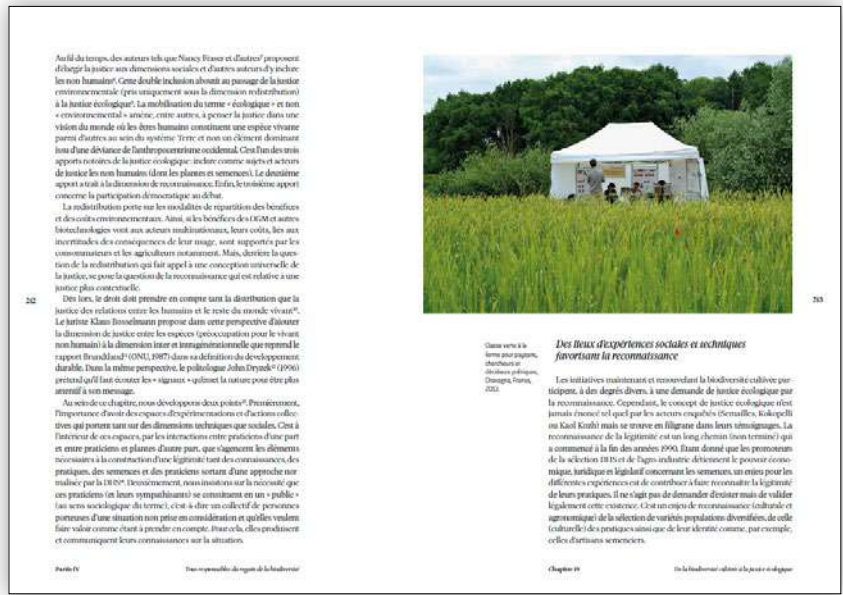 Au fil du temps, des auteurs tels que Nancy Fraser et d'autres⁷ proposent
d'élargir la justice aux dimensions sociales et d'autres auteurs d'y inclure
les non humains⁸. Cette double inclusion aboutit au passage de la justice
environnementale (pris uniquement sous la dimension redistribution)
à la justice écologique⁹. La mobilisation du terme « écologique » et non
« environnemental » amène, entre autres, à penser la justice dans une
vision du monde où les êtres humains constituent une espèce vivante
parmi d'autres au sein du système Terre et non un élément dominant
issu d'une déviance de l'anthropocentrisme occidental. C'est l'un des trois
apports notoires de la justice écologique : inclure comme sujets et acteurs
de justice les non humains (dont les plantes et semences). Le deuxième
apport a trait à la dimension de reconnaissance. Enfin, le troisième apport
concerne la participation démocratique au débat.
La redistribution porte sur les modalités de répartition des bénéfices
et des coûts environnementaux. Ainsi, si les bénéfices des OGM et autres
biotechnologies vont aux acteurs multinationaux, leurs coûts, liés aux
incertitudes des conséquences de leur usage, sont supportés par les
consommateurs et les agriculteurs notamment. Mais, derrière la ques-
tion de la redistribution qui fait appel à une conception universelle de
la justice, se pose la question de la reconnaissance qui est relative à une
justice plus contextuelle.
Dès lors, le droit doit prendre en compte tant la distribution que la
justice des relations entre les humains et le reste du monde vivant¹⁰.
Le juriste Klaus Bosselmann propose dans cette perspective d'ajouter
la dimension de justice entre les espèces (préoccupation pour le vivant
non humain) à la dimension inter et intragénérationnelle que reprend le
rapport Brundtland¹¹ (ONU, 1987) dans sa définition du développement
durable. Dans la même perspective, le politologue John Dryzek¹² (1996)
prétend qu'il faut écouter les « signaux » qu'émet la nature pour être plus
attentif à son message.
Au sein de ce chapitre, nous développons deux points¹³. Premièrement,
l'importance d'avoir des espaces d'expérimentations et d'actions collec-
tives qui portent tant sur des dimensions techniques que sociales. C'est à
l'intérieur de ces espaces, par les interactions entre praticiens d'une part
et entre praticiens et plantes d'autre part, que s'agencent les éléments
nécessaires à la construction d'une légitimité tant des connaissances, des
pratiques, des semences et des praticiens sortant d'une approche nor-
malisée par la DHS¹⁴. Deuxièmement, nous insistons sur la nécessité que
ces praticiens (et leurs sympathisants) se constituent en un « public »
(au sens sociologique du terme), c'est-à-dire un collectif de personnes
porteuses d'une situation non prise en considération et qu'elles veulent
faire valoir comme étant à prendre en compte. Pour cela, elles produisent
et communiquent leurs connaissances sur la situation.
242
Partie IV
Tous responsables du regain de la biodiversité
Classe verte à la
ferme pour paysans,
chercheurs et
décideurs politiques,
France,
2013.
Des lieux d'expériences sociales et techniques
favorisant la reconnaissance
Les initiatives maintenant et renouvelant la biodiversité cultivée par-
ticipent, à des degrés divers, à une demande de justice écologique par
la reconnaissance. Cependant, le concept de justice écologique n'est
jamais énoncé tel quel par les acteurs enquêtés (Semailles, Kokopelli
ou Kaol Kozh) mais se trouve en filigrane dans leurs témoignages. La
reconnaissance de la légitimité est un long chemin (non terminé) qui
a commencé à la fin des années 1990. Étant donné que les promoteurs
de la sélection DHS et de l'agro-industrie détiennent le pouvoir écono-
mique, juridique et législatif concernant les semences, un enjeu pour les
différentes expériences est de contribuer à faire reconnaître la légitimité
de leurs pratiques. Il ne s'agit pas de demander d'exister mais de valider
légalement cette existence. C'est un enjeu de reconnaissance (culturale et
agronomique) de la sélection de variétés populations diversifiées, de celle
(culturelle) des pratiques ainsi que de leur identité comme, par exemple,
celles d'artisans semenciers.
243
Chapitre 19
De la biodiversité cultivée à la justice écologique